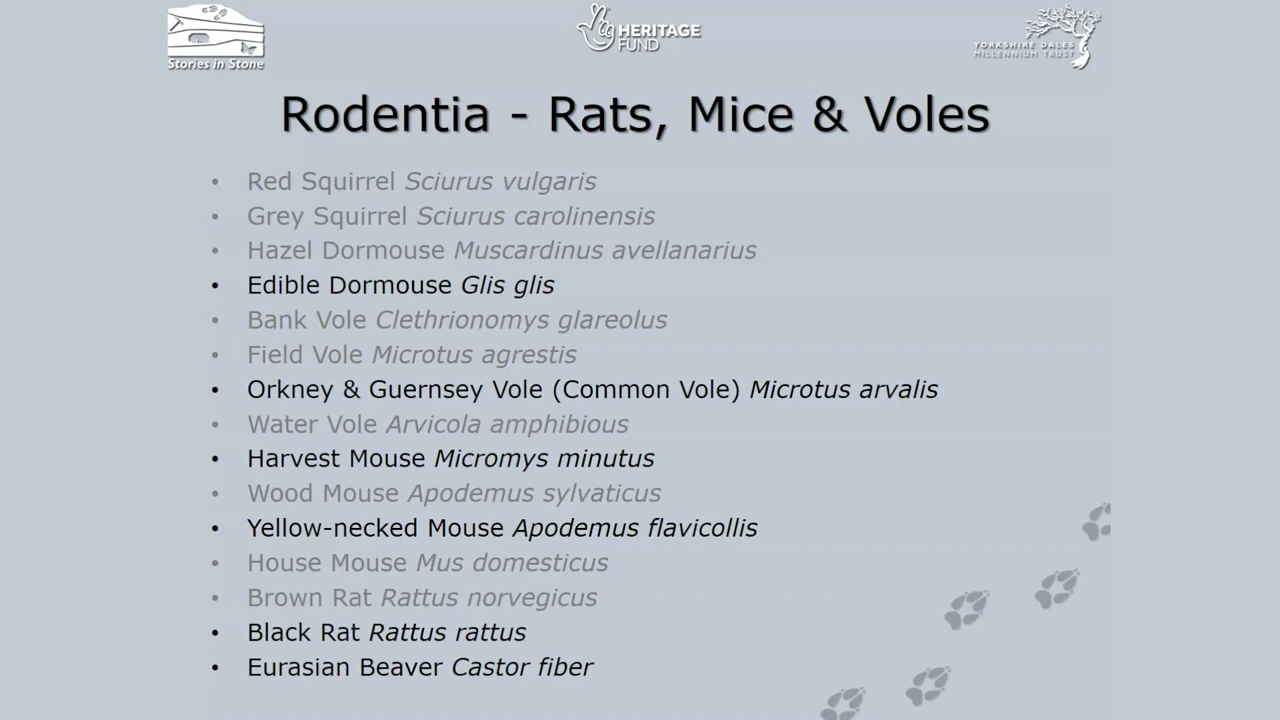 Stories in Stone
HERITAGE
FUND
YORKSHIRE DALES
MILLENNIUM TRUST
Rodentia - Rats, Mice & Voles
• Red Squirrel Sciurus vulgaris
• Grey Squirrel Sciurus carolinensis
• Hazel Dormouse Muscardinus avellanarius
• Edible Dormouse Glis glis
• Bank Vole Clethrionomys glareolus
• Field Vole Microtus agrestis
• Orkney & Guernsey Vole (Common Vole) Microtus arvalis
• Water Vole Arvicola amphibious
• Harvest Mouse Micromys minutus
• Wood Mouse Apodemus sylvaticus
• Yellow-necked Mouse Apodemus flavicollis
• House Mouse Mus domesticus
• Brown Rat Rattus norvegicus
• Black Rat Rattus rattus
• Eurasian Beaver Castor fiber